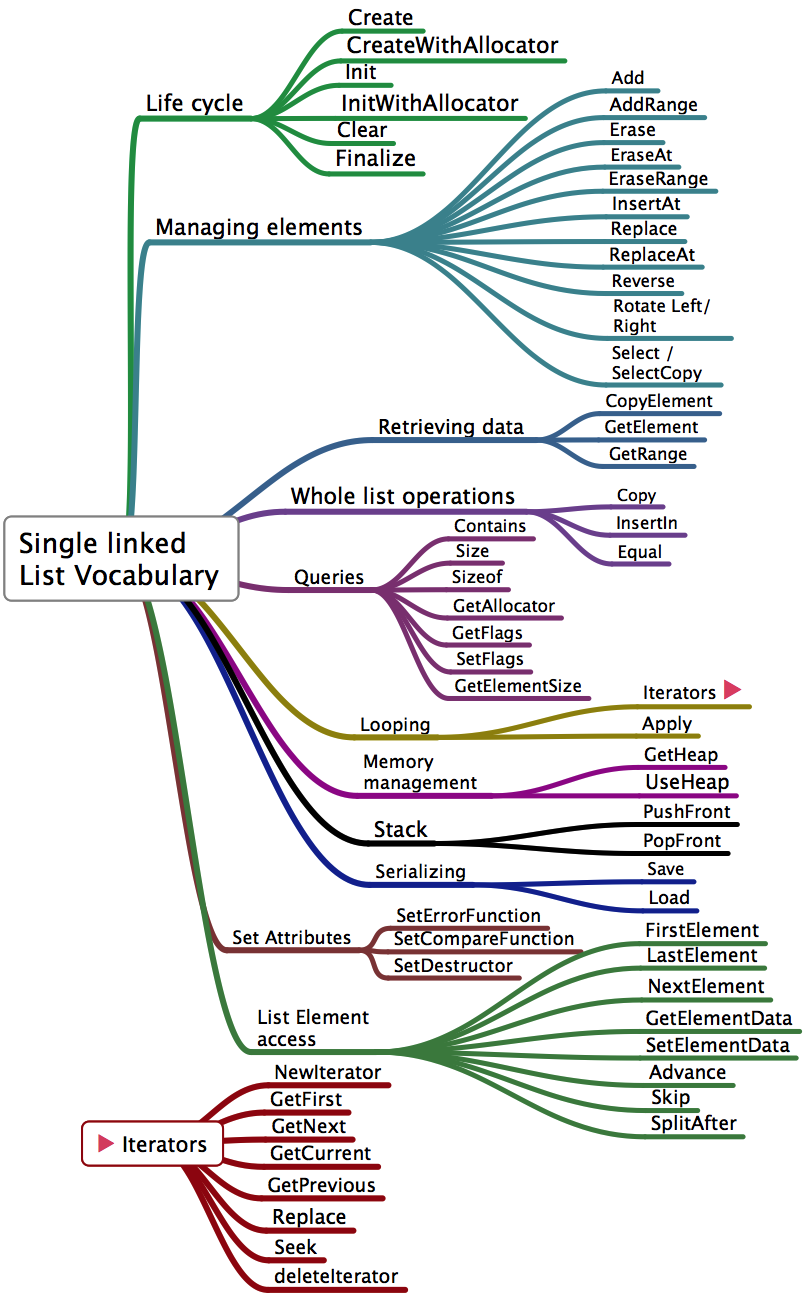 Single linked
List Vocabulary
Life cycle
Create
CreateWithAllocator
Init
InitWithAllocator
Clear
Finalize
Managing elements
Add
AddRange
Erase
EraseAt
EraseRange
InsertAt
Replace
ReplaceAt
Reverse
Rotate Left/
Right
Select /
SelectCopy
Retrieving data
CopyElement
GetElement
GetRange
Whole list operations
Copy
InsertIn
Equal
Queries
Contains
Size
Sizeof
GetAllocator
GetFlags
SetFlags
GetElementSize
Looping
Iterators
Apply
Memory
management
GetHeap
UseHeap
Stack
PushFront
PopFront
Serializing
Save
Load
Set Attributes
SetErrorFunction
SetCompareFunction
SetDestructor
List Element
access
FirstElement
LastElement
NextElement
GetElementData
SetElementData
Advance
Skip
SplitAfter
Iterators
NewIterator
GetFirst
GetNext
GetCurrent
GetPrevious
Replace
Seek
deleteIterator